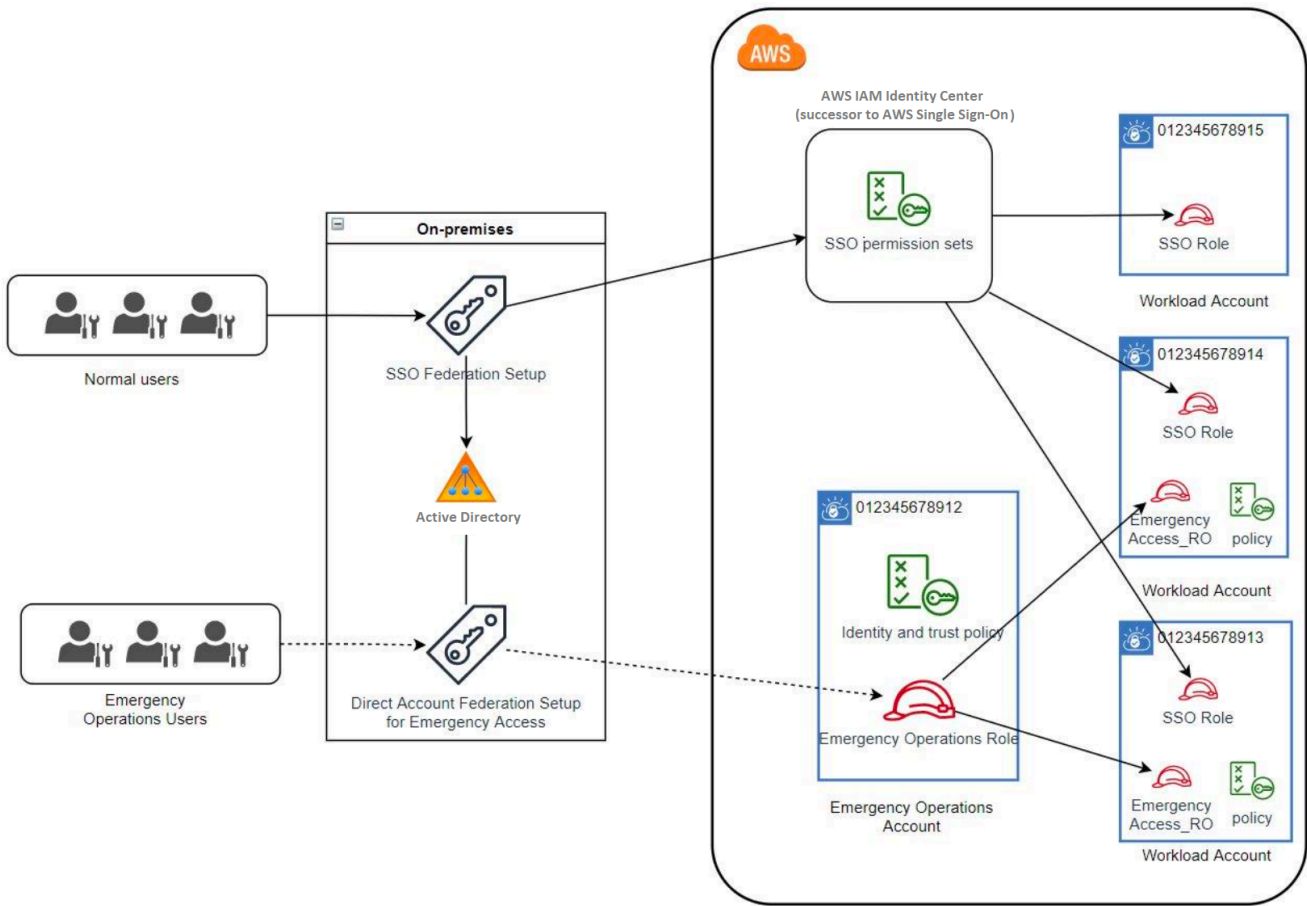 AWS
AWS IAM Identity Center
(successor to AWS Single Sign-On)
SSO permission sets
012345678915
SSO Role
Workload Account
On-premises
SSO Federation Setup
Normal users
Active Directory
012345678914
SSO Role
Emergency
Access_RO
policy
Workload Account
012345678912
Identity and trust policy
Emergency Operations Role
Emergency Operations
Account
Emergency
Operations Users
Direct Account Federation Setup
for Emergency Access
012345678913
SSO Role
Emergency
Access_RO
policy
Workload Account